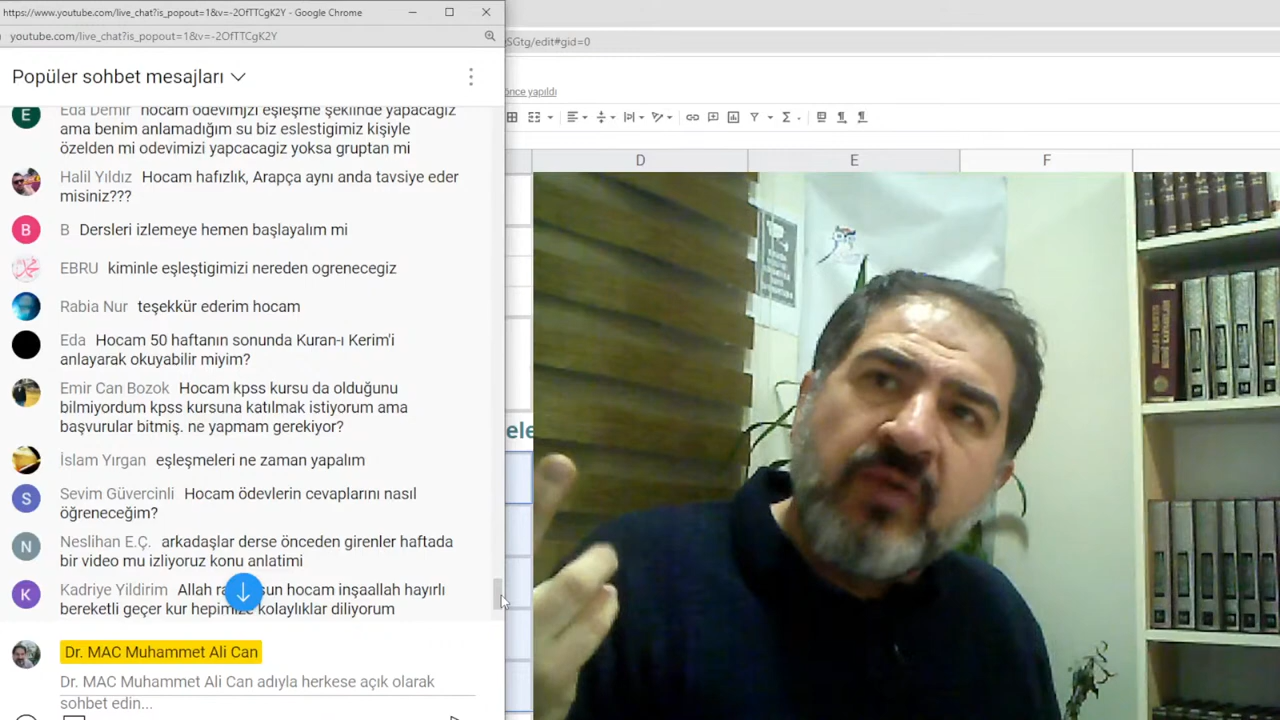 https://www.youtube.com/live_chat?is_popout=1&v=-2OfTTCgK2Y - Google Chrome
youtube.com/live_chat?is_popout=1&v=-2OfTTCgK2Y
SGtg/edit#gid=0
Popüler sohbet mesajları
önce yapıldı
D E F
E Eda Demir hocam ödevimizi eşleşme şeklinde yapacağız
ama benim anlamadığım su biz eslestigimiz kişiyle
özelden mi odevimizi yapcacagiz yoksa gruptan mi
Halil Yıldız Hocam hafızlık, Arapça aynı anda tavsiye eder
misiniz???
B B Dersleri izlemeye hemen başlayalım mi
EBRU kiminle eşleştigimizi nereden ogrenecegiz
Rabia Nur teşekkür ederim hocam
Eda Hocam 50 haftanın sonunda Kuran-ı Kerim'i
anlayarak okuyabilir miyim?
Emir Can Bozok Hocam kpss kursu da olduğunu
bilmiyordum kpss kursuna katılmak istiyorum ama
başvurular bitmiş. ne yapmam gerekiyor?
ele
İslam Yırgan eşleşmeleri ne zaman yapalım
S Sevim Güvercinli Hocam ödevlerin cevaplarını nasıl
öğreneceğim?
N Neslihan E.Ç. arkadaşlar derse önceden girenler haftada
bir video mu izliyoruz konu anlatimi
K Kadriye Yildirim Allah ra sun hocam inşaallah hayırlı
bereketli geçer kur hepimize kolaylıklar diliyorum
Dr. MAC Muhammet Ali Can
Dr. MAC Muhammet Ali Can adıyla herkese açık olarak
sohbet edin...